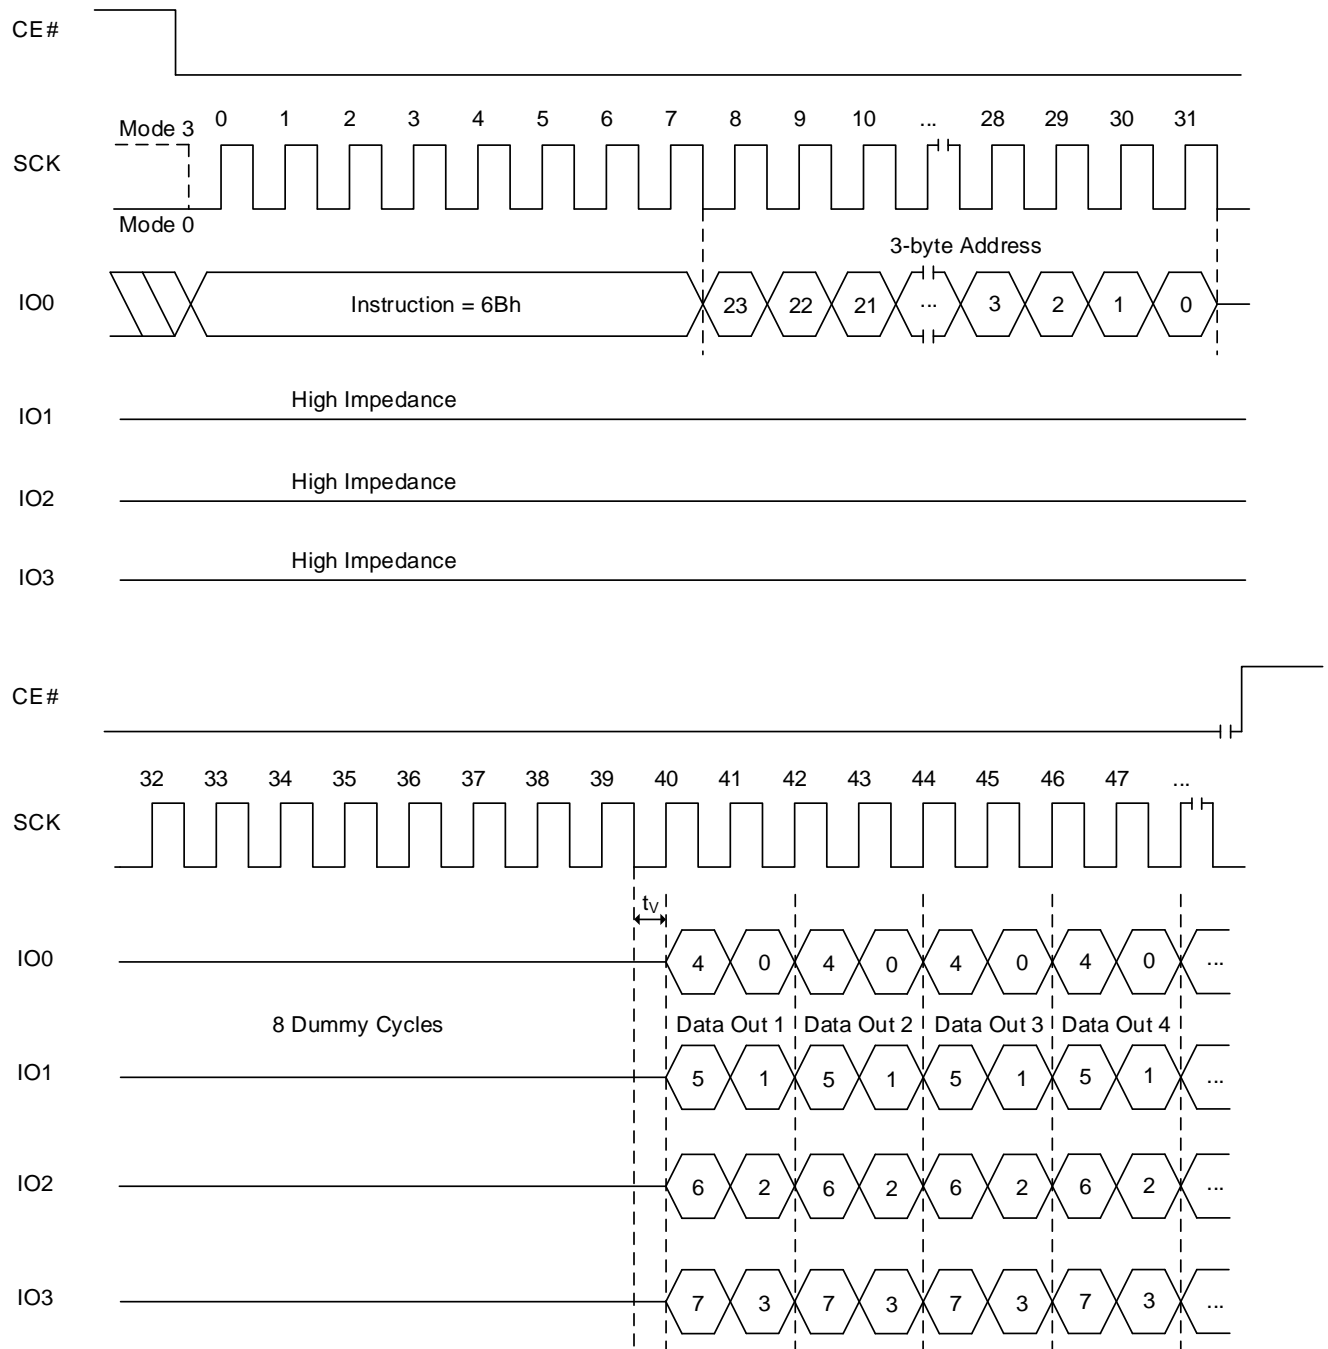 CE#
Mode 3 0 1 2 3 4 5 6 7 8 9 10 ... 28 29 30 31
SCK
Mode 0
3-byte Address
IO0 Instruction = 6Bh 23 22 21 ... 3 2 1 0
High Impedance
IO1
High Impedance
IO2
High Impedance
IO3
CE#
32 33 34 35 36 37 38 39 40 41 42 43 44 45 46 47 ...
SCK
tV
IO0 4 0 4 0 4 0 4 0 ...
8 Dummy Cycles Data Out 1 Data Out 2 Data Out 3 Data Out 4
IO1 5 1 5 1 5 1 5 1 ...
IO2 6 2 6 2 6 2 6 2 ...
IO3 7 3 7 3 7 3 7 3 ...